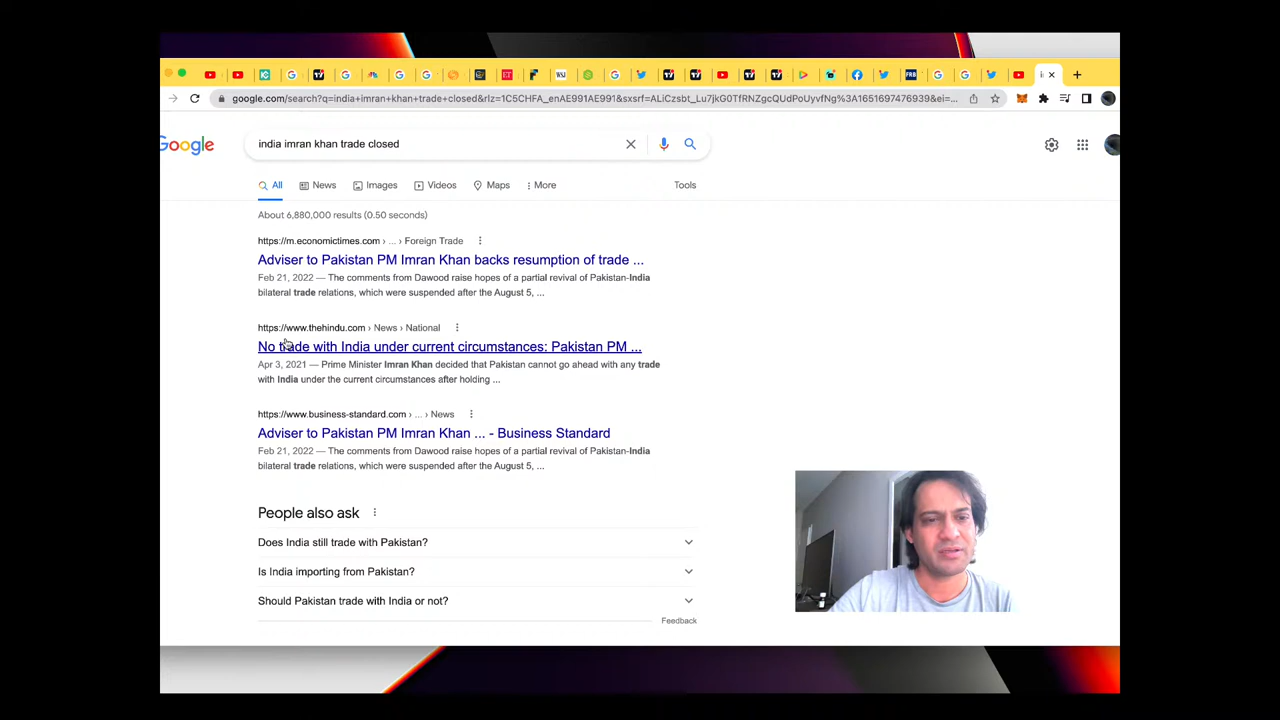 KC
G
17
G
G
G
ET
WSJ
G
17
17
17
17
FRB
G
G
google.com/search?q=india+imran+khan+trade+closed&rlz=1C5CHFA_enAE991AE991&sxsrf=ALiCzsbt_Lu7jkG0TfRNZgcQUdPoUyvfNg%3A1651697476939&ei=...
Google
india imran khan trade closed
All
News
Images
Videos
Maps
More
Tools
About 6,880,000 results (0.50 seconds)
https://m.economictimes.com › ... › Foreign Trade
Adviser to Pakistan PM Imran Khan backs resumption of trade ...
Feb 21, 2022 — The comments from Dawood raise hopes of a partial revival of Pakistan-India
bilateral trade relations, which were suspended after the August 5, ...
https://www.thehindu.com › News › National
No trade with India under current circumstances: Pakistan PM ...
Apr 3, 2021 — Prime Minister Imran Khan decided that Pakistan cannot go ahead with any trade
with India under the current circumstances after holding ...
https://www.business-standard.com › ... › News
Adviser to Pakistan PM Imran Khan ... - Business Standard
Feb 21, 2022 — The comments from Dawood raise hopes of a partial revival of Pakistan-India
bilateral trade relations, which were suspended after the August 5, ...
People also ask
Does India still trade with Pakistan?
Is India importing from Pakistan?
Should Pakistan trade with India or not?
Feedback